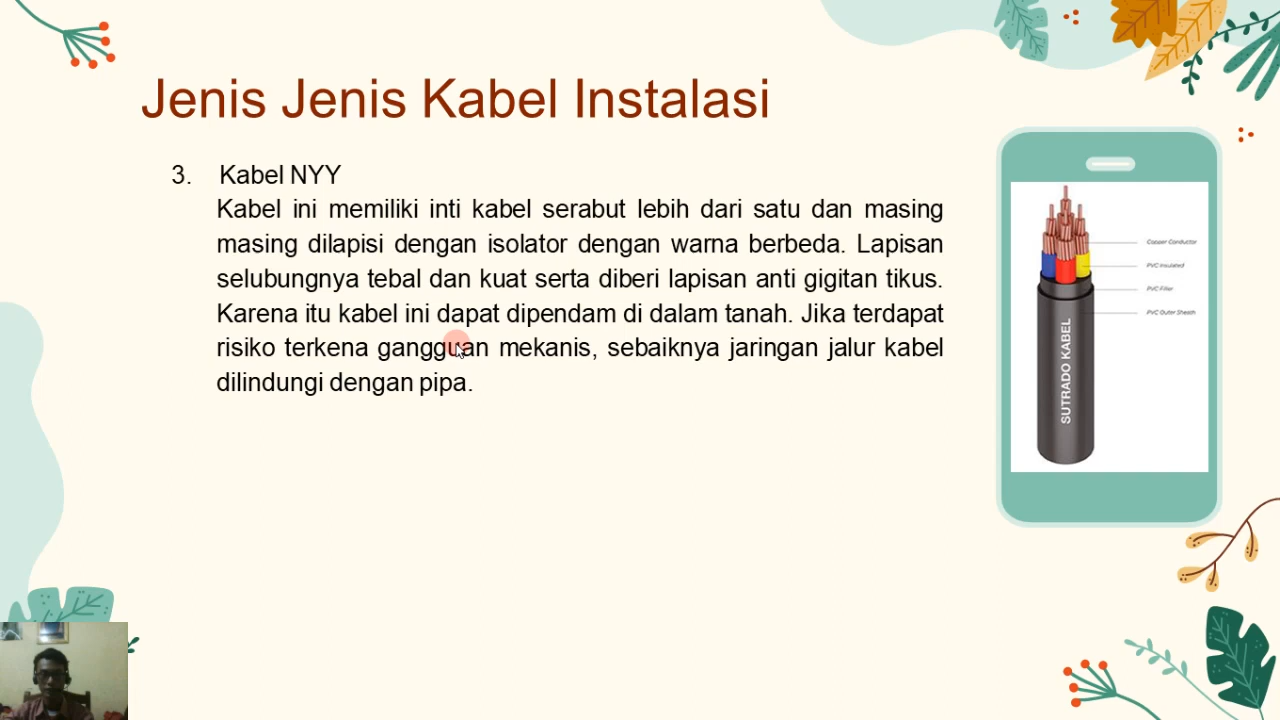 Jenis Jenis Kabel Instalasi
3. Kabel NYY
Kabel ini memiliki inti kabel serabut lebih dari satu dan masing
masing dilapisi dengan isolator dengan warna berbeda. Lapisan
selubungnya tebal dan kuat serta diberi lapisan anti gigitan tikus.
Karena itu kabel ini dapat dipendam di dalam tanah. Jika terdapat
risiko terkena gangguan mekanis, sebaiknya jaringan jalur kabel
dilindungi dengan pipa.
Copper Conductor
PVC Insulated
PVC Filler
PVC Outer Sheath
SUTRADO KABEL